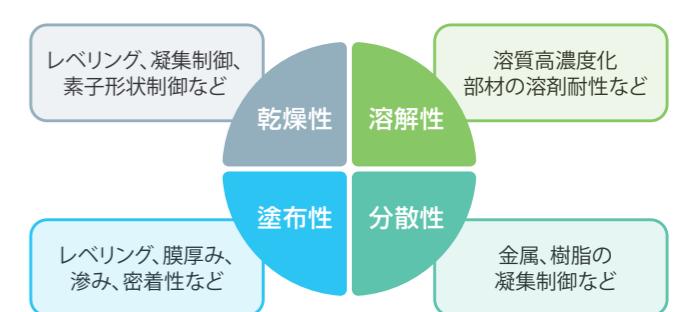 レベリング、凝集制御、
素子形状制御など
溶質高濃度化
部材の溶剤耐性など
乾燥性
溶解性
塗布性
分散性
レベリング、膜厚み、
滲み、密着性など
金属、樹脂の
凝集制御など